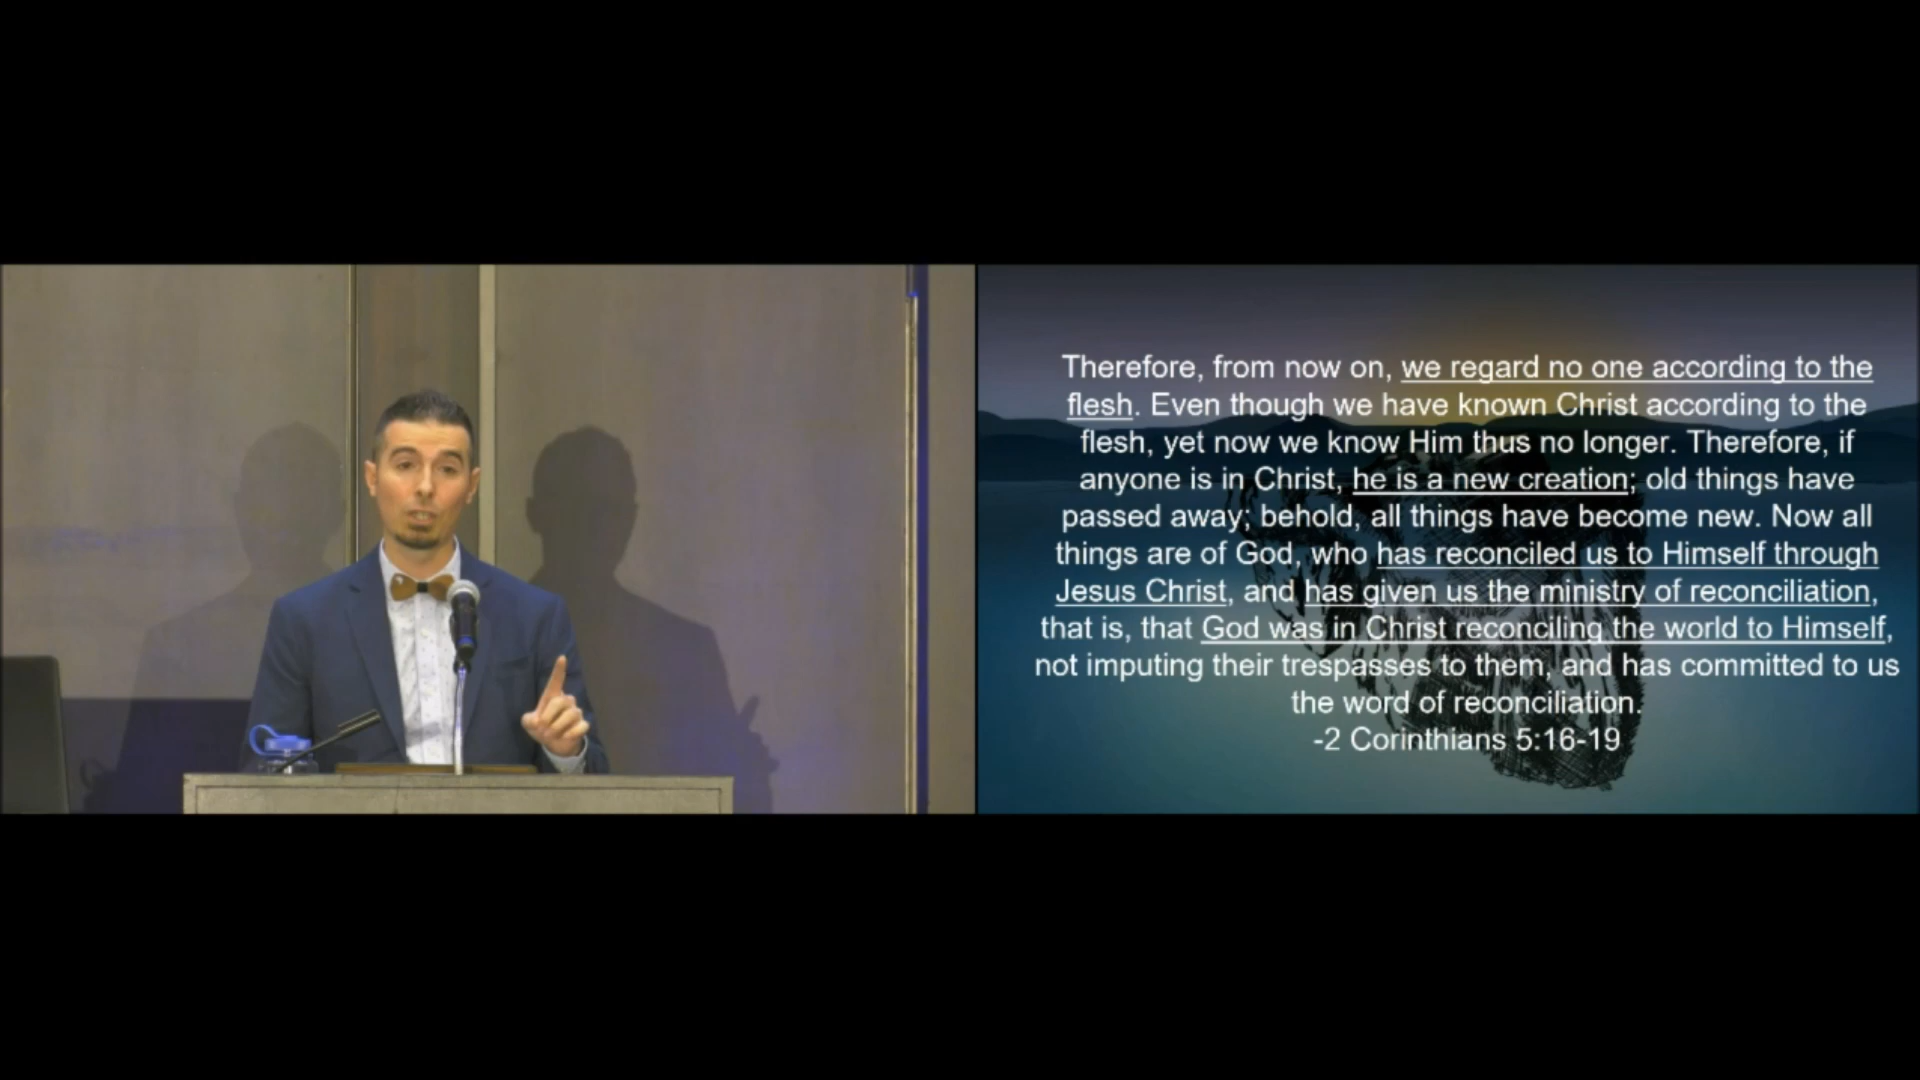 Therefore, from now on, we regard no one according to the
flesh. Even though we have known Christ according to the
flesh, yet now we know Him thus no longer. Therefore, if
anyone is in Christ, he is a new creation; old things have
passed away; behold, all things have become new. Now all
things are of God, who has reconciled us to Himself through
Jesus Christ, and has given us the ministry of reconciliation,
that is, that God was in Christ reconciling the world to Himself,
not imputing their trespasses to them, and has committed to us
the word of reconciliation.
-2 Corinthians 5:16-19